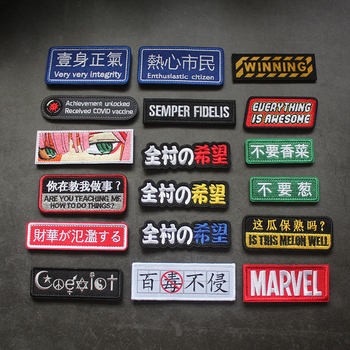 壹身正氣
Very very integrity
熱心市民
Enthusiastic citizen
WINNING
Achievement unlocked
Received COVID vaccine
SEMPER FIDELIS
EVERYTHING
IS AWESOME
全村の希望
不要香菜
你在教我做事？
ARE YOU TEACHING ME
HOW TO DO THINGS?
全村の希望
不要葱
財華が氾濫する
全村の希望
这瓜保熟吗？
IS THIS MELON WELL
Coexist
百毒不侵
MARVEL